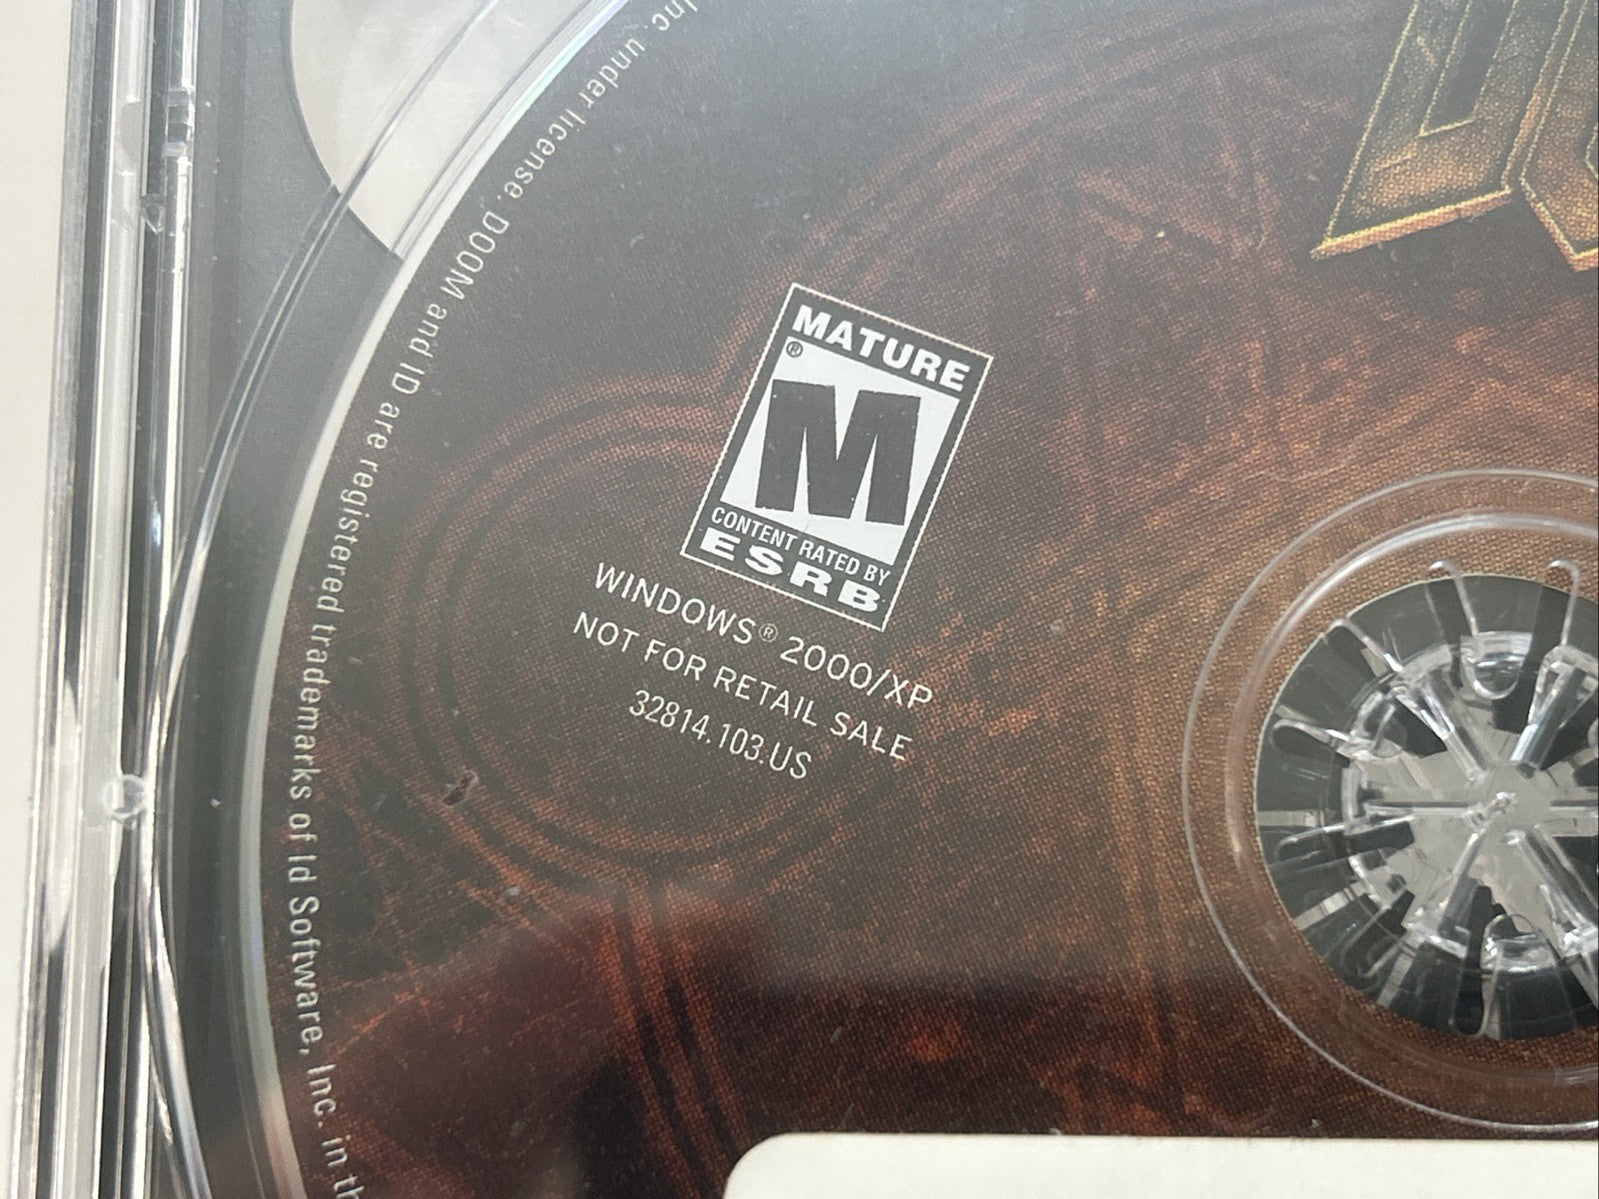 Inc. under license. DOOM and ID are registered trademarks of Id Software, Inc. in
MATURE
®
M
CONTENT RATED BY
ESRB
WINDOWS® 2000/XP
NOT FOR RETAIL SALE
32814.103.US